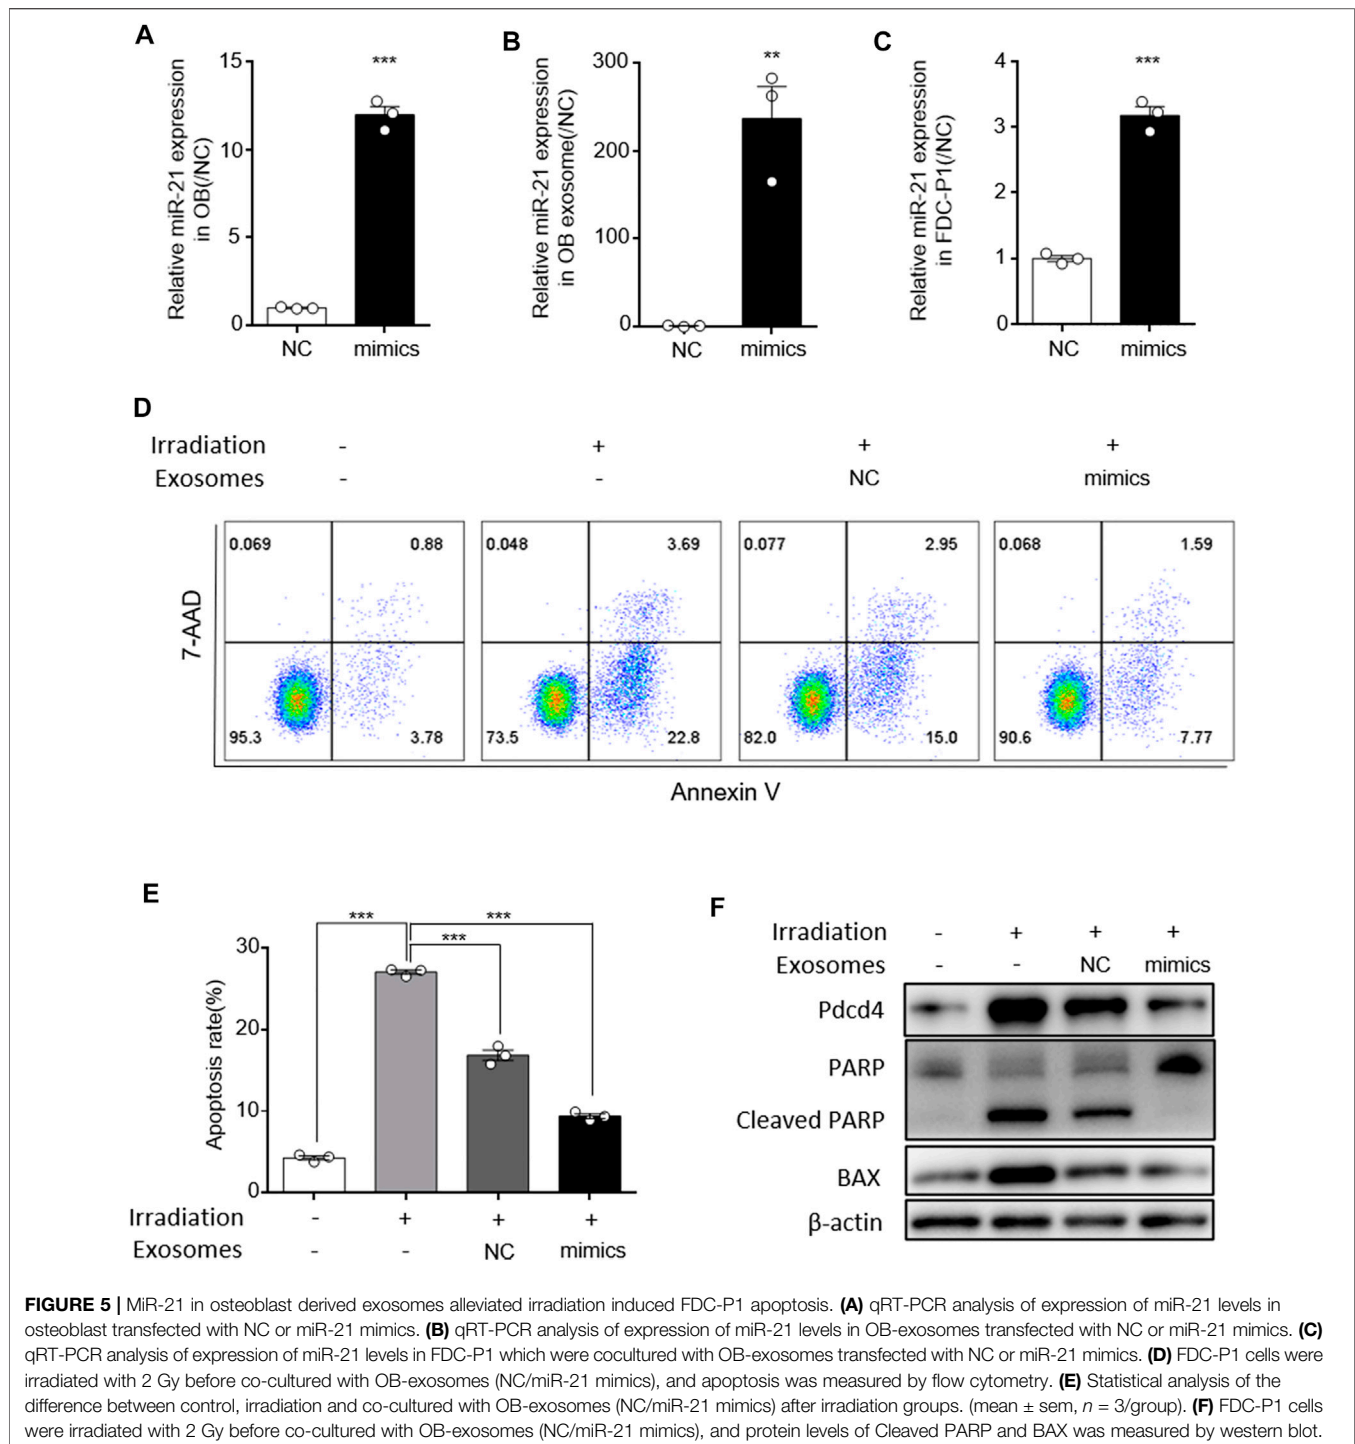 A
Relative miR-21 expression
in OB(/NC)
15
10
5
0
***
NC mimics
B
Relative miR-21 expression
in OB exosome(/NC)
300
200
100
0
**
NC mimics
C
Relative miR-21 expression
in FDC-P1(/NC)
4
3
2
1
0
***
NC mimics
D
Irradiation - + + +
Exosomes - - NC mimics
7-AAD
0.069 0.88
95.3 3.78
0.048 3.69
73.5 22.8
0.077 2.95
82.0 15.0
0.068 1.59
90.6 7.77
Annexin V
E
Apoptosis rate(%)
30
20
10
0
*** *** ***
Irradiation - + + +
Exosomes - - NC mimics
F
Irradiation - + + +
Exosomes - - NC mimics
Pdcd4
PARP
Cleaved PARP
BAX
β-actin
FIGURE 5 | MiR-21 in osteoblast derived exosomes alleviated irradiation induced FDC-P1 apoptosis. (A) qRT-PCR analysis of expression of miR-21 levels in
osteoblast transfected with NC or miR-21 mimics. (B) qRT-PCR analysis of expression of miR-21 levels in OB-exosomes transfected with NC or miR-21 mimics. (C)
qRT-PCR analysis of expression of miR-21 levels in FDC-P1 which were cocultured with OB-exosomes transfected with NC or miR-21 mimics. (D) FDC-P1 cells were
irradiated with 2 Gy before co-cultured with OB-exosomes (NC/miR-21 mimics), and apoptosis was measured by flow cytometry. (E) Statistical analysis of the
difference between control, irradiation and co-cultured with OB-exosomes (NC/miR-21 mimics) after irradiation groups. (mean ± sem, n = 3/group). (F) FDC-P1 cells
were irradiated with 2 Gy before co-cultured with OB-exosomes (NC/miR-21 mimics), and protein levels of Cleaved PARP and BAX was measured by western blot.